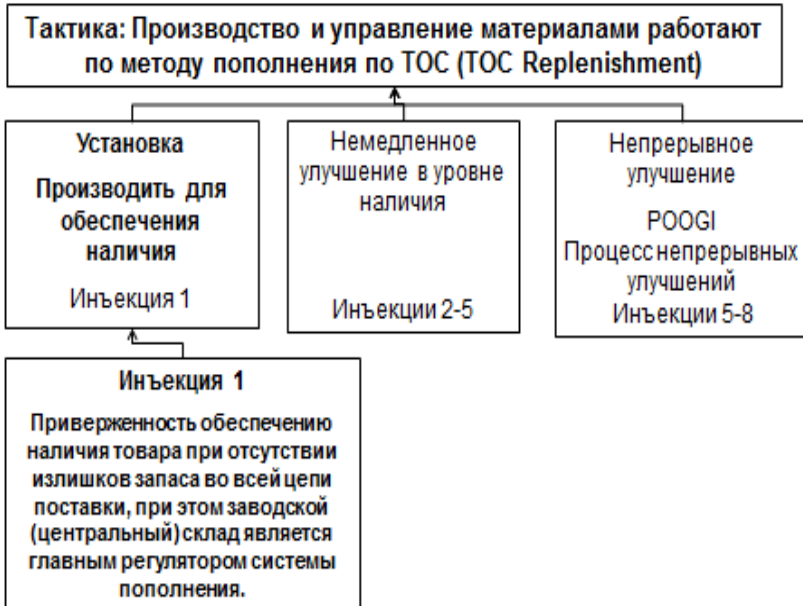 Тактика: Производство и управление материалами работают
по методу пополнения по ТОС (TOC Replenishment)
Установка
Производить для
обеспечения
наличия
Инъекция 1
Немедленное
улучшение в уровне
наличия
Инъекции 2-5
Непрерывное
улучшение
POOGI
Процесс непрерывных
улучшений
Инъекции 5-8
Инъекция 1
Приверженность обеспечению
наличия товара при отсутствии
излишков запаса во всей цепи
поставки, при этом заводской
(центральный) склад является
главным регулятором системы
пополнения.